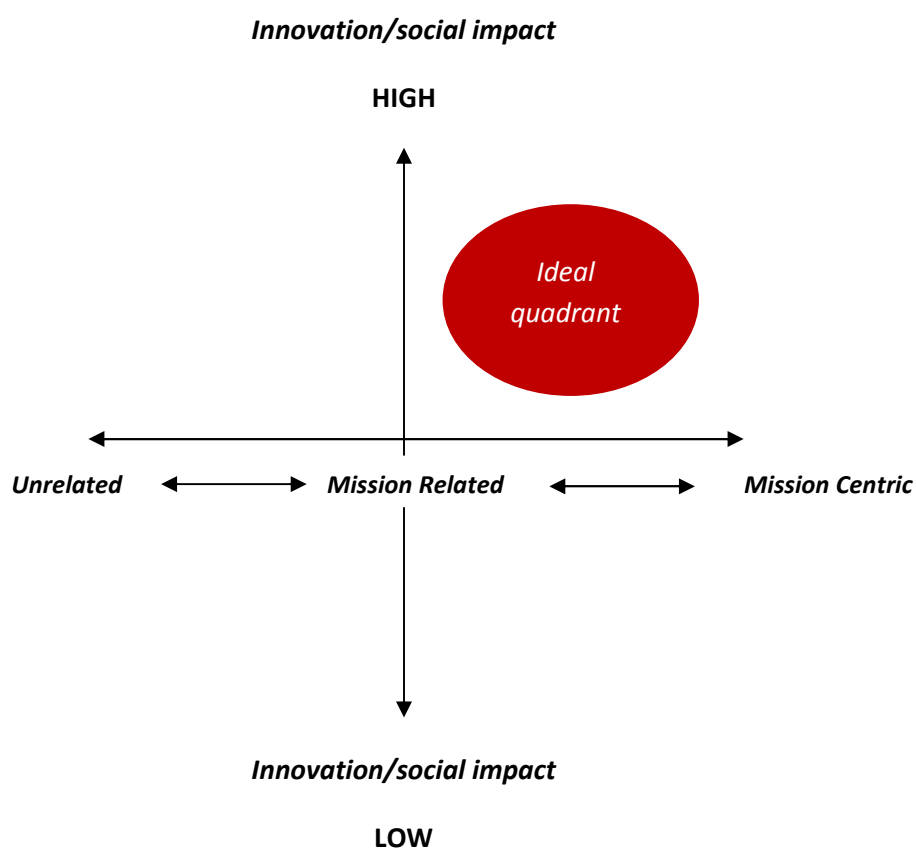 Innovation/social impact
HIGH
Ideal
quadrant
Unrelated
Mission Related
Mission Centric
Innovation/social impact
LOW